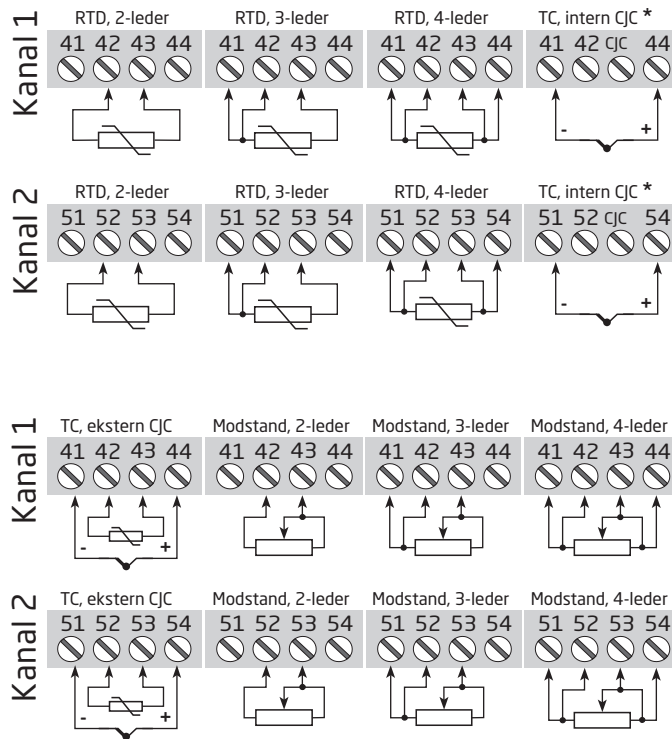 Kanal 1
RTD, 2-leder RTD, 3-leder RTD, 4-leder TC, intern CJC *
41 42 43 44 41 42 43 44 41 42 43 44 41 42 CJC 44
- +
Kanal 2
RTD, 2-leder RTD, 3-leder RTD, 4-leder TC, intern CJC *
51 52 53 54 51 52 53 54 51 52 53 54 51 52 CJC 54
- +
Kanal 1
TC, ekstern CJC Modstand, 2-leder Modstand, 3-leder Modstand, 4-leder
41 42 43 44 41 42 43 44 41 42 43 44 41 42 43 44
- +
Kanal 2
TC, ekstern CJC Modstand, 2-leder Modstand, 3-leder Modstand, 4-leder
51 52 53 54 51 52 53 54 51 52 53 54 51 52 53 54
- +